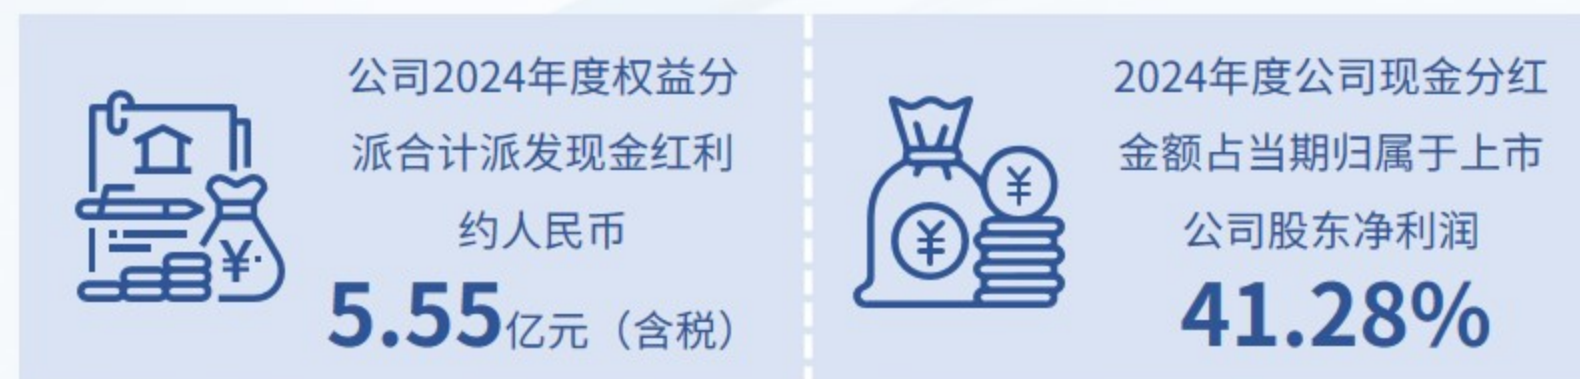 公司2024年度权益分
派合计派发现金红利
约人民币
5.55亿元（含税）
2024年度公司现金分红
金额占当期归属于上市
公司股东净利润
41.28%